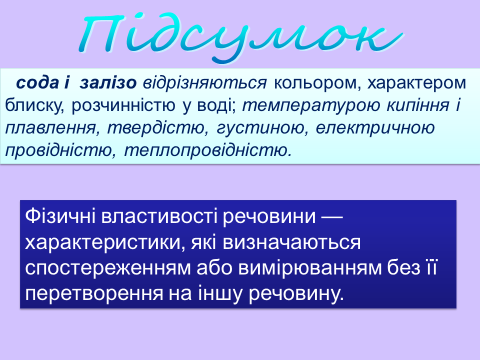 Підсумок
сода і залізо відрізняються кольором, характером
блиску, розчинністю у воді; температурою кипіння і
плавлення, твердістю, густиною, електричною
провідністю, теплопровідністю.
Фізичні властивості речовини —
характеристики, які визначаються
спостереженням або вимірюванням без її
перетворення на іншу речовину.